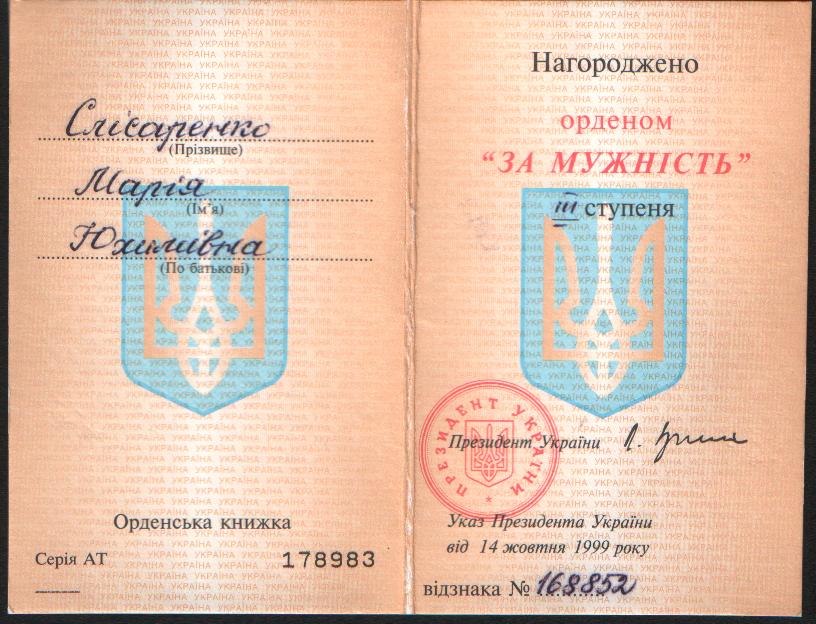 Слісаренко
(Прізвище)
Марія
(Ім'я)
Юхимівна
(По батькові)
Орденська книжка
Серія АТ 178983
Нагороджено
орденом
“ЗА МУЖНІСТЬ”
III ступеня
ПРЕЗИДЕНТ УКРАЇНИ
Президент України
Указ Президента України
від 14 жовтня 1999 року
відзнака № 168852